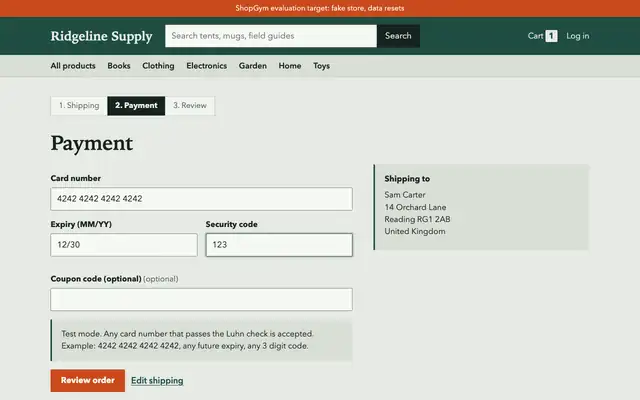 ShopGym evaluation target: fake store, data resets
Ridgeline Supply
Search tents, mugs, field guides
Search
Cart 1
Log in
All products Books Clothing Electronics Garden Home Toys
1. Shipping 2. Payment 3. Review
Payment
Card number
4242 4242 4242 4242
Expiry (MM/YY) Security code
12/30 123
Coupon code (optional) (optional)
Test mode. Any card number that passes the Luhn check is accepted.
Example: 4242 4242 4242 4242, any future expiry, any 3 digit code.
Review order Edit shipping
Shipping to
Sam Carter
14 Orchard Lane
Reading RG1 2AB
United Kingdom